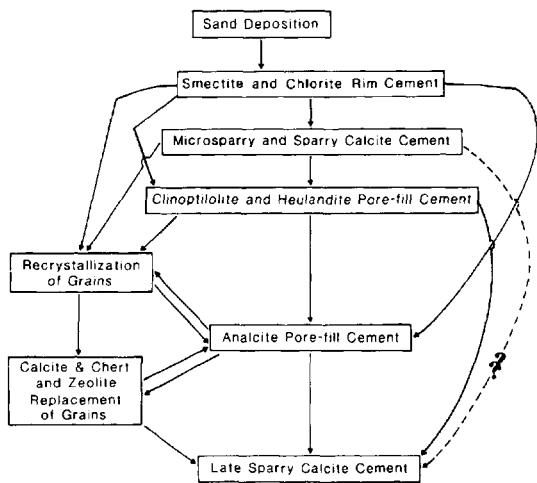 Sand Deposition
Smectite and Chlorite Rim Cement
Microsparry and Sparry Calcite Cement
Clinoptilolite and Heulandite Pore-fill Cement
Recrystallization
of Grains
Analcite Pore-fill Cement
Calcite & Chert
and Zeolite
Replacement
of Grains
?
Late Sparry Calcite Cement